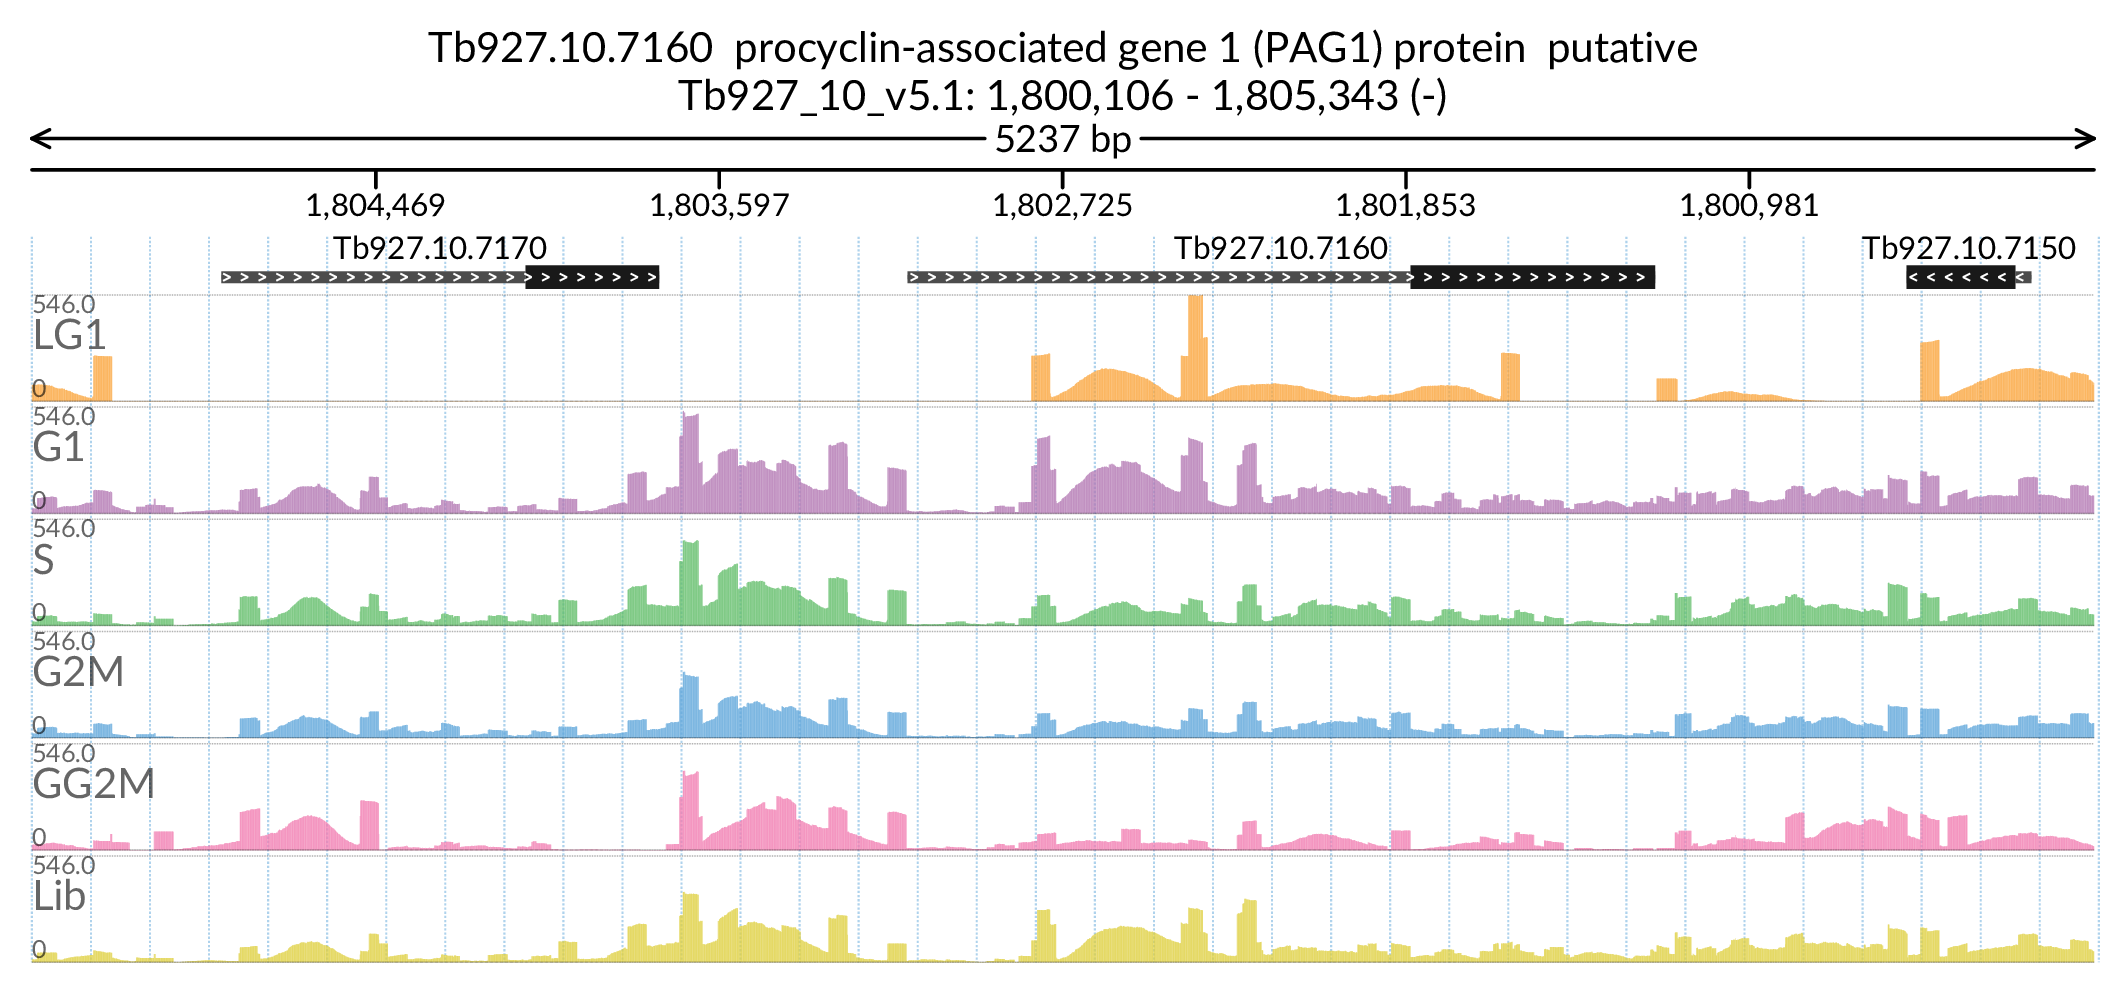 Tb927.10.7160  procyclin-associated gene 1 (PAG1) protein  putative
Tb927_10_v5.1: 1,800,106 - 1,805,343 (-)
5237 bp
1,804,469 1,803,597 1,802,725 1,801,853 1,800,981
Tb927.10.7170 Tb927.10.7160 Tb927.10.7150
546.0
LG1
0
546.0
G1
0
546.0
S
0
546.0
G2M
0
546.0
GG2M
0
546.0
Lib
0